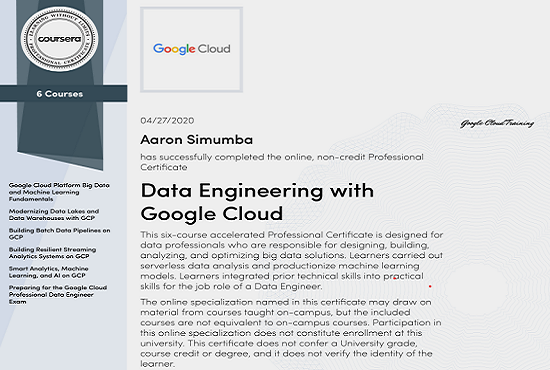 LEARNING WITHOUT LIMITS
coursera
PROFESSIONAL CERTIFICATE
6 Courses
Google Cloud Platform Big Data
and Machine Learning
Fundamentals
Modernizing Data Lakes and
Data Warehouses with GCP
Building Batch Data Pipelines on
GCP
Building Resilient Streaming
Analytics Systems on GCP
Smart Analytics, Machine
Learning, and AI on GCP
Preparing for the Google Cloud
Professional Data Engineer
Exam
Google Cloud
04/27/2020
Google Cloud Training
Aaron Simumba
has successfully completed the online, non-credit Professional
Certificate
Data Engineering with
Google Cloud
This six-course accelerated Professional Certificate is designed for
data professionals who are responsible for designing, building,
analyzing, and optimizing big data solutions. Learners carried out
serverless data analysis and productionize machine learning
models. Learners integrated prior technical skills into practical
skills for the job role of a Data Engineer.
The online specialization named in this certificate may draw on
material from courses taught on-campus, but the included
courses are not equivalent to on-campus courses. Participation in
this online specialization does not constitute enrollment at this
university. This certificate does not confer a University grade,
course credit or degree, and it does not verify the identity of the
learner.